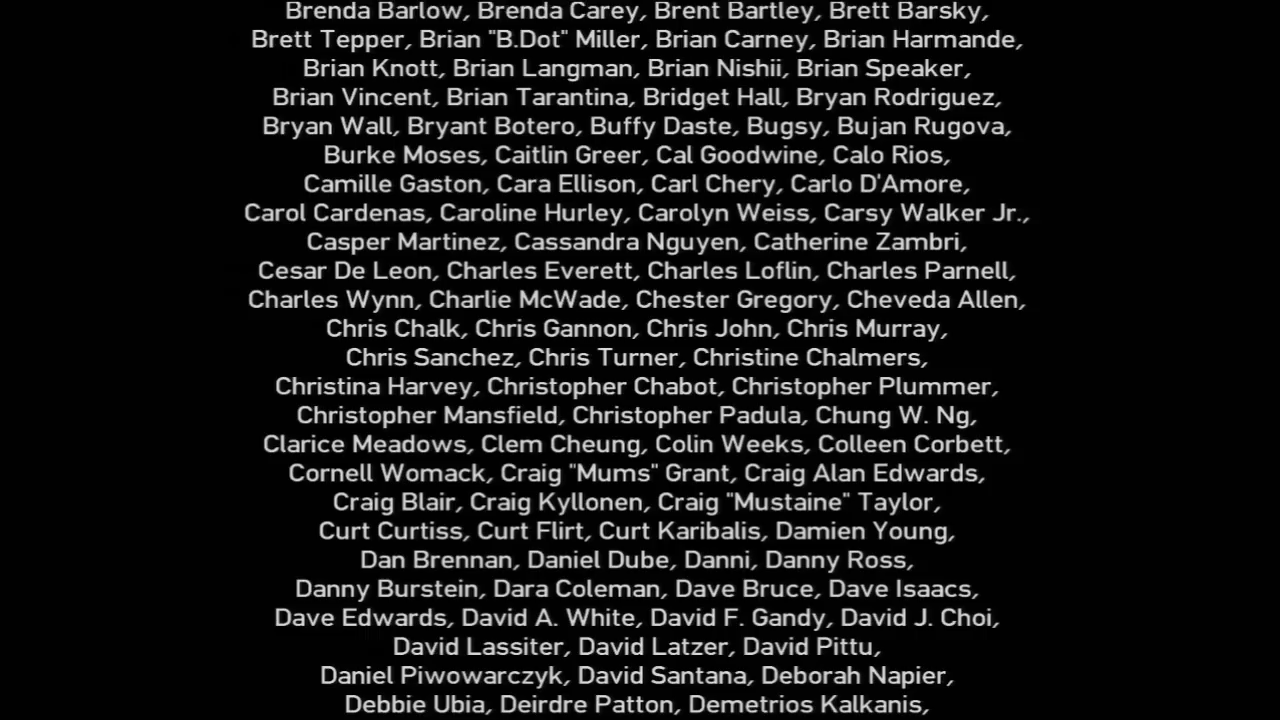 Brenda Barlow, Brenda Carey, Brent Bartley, Brett Barsky,
Brett Tepper, Brian "B.Dot" Miller, Brian Carney, Brian Harmande,
Brian Knott, Brian Langman, Brian Nishii, Brian Speaker,
Brian Vincent, Brian Tarantina, Bridget Hall, Bryan Rodriguez,
Bryan Wall, Bryant Botero, Buffy Daste, Bugsy, Bujan Rugova,
Burke Moses, Caitlin Greer, Cal Goodwine, Calo Rios,
Camille Gaston, Cara Ellison, Carl Chery, Carlo D'Amore,
Carol Cardenas, Caroline Hurley, Carolyn Weiss, Carsy Walker Jr.,
Casper Martinez, Cassandra Nguyen, Catherine Zambri,
Cesar De Leon, Charles Everett, Charles Loflin, Charles Parnell,
Charles Wynn, Charlie McWade, Chester Gregory, Cheveda Allen,
Chris Chalk, Chris Gannon, Chris John, Chris Murray,
Chris Sanchez, Chris Turner, Christine Chalmers,
Christina Harvey, Christopher Chabot, Christopher Plummer,
Christopher Mansfield, Christopher Padula, Chung W. Ng,
Clarice Meadows, Clem Cheung, Colin Weeks, Colleen Corbett,
Cornell Womack, Craig "Mums" Grant, Craig Alan Edwards,
Craig Blair, Craig Kyllonen, Craig "Mustaine" Taylor,
Curt Curtiss, Curt Flirt, Curt Karibalis, Damien Young,
Dan Brennan, Daniel Dube, Danni, Danny Ross,
Danny Burstein, Dara Coleman, Dave Bruce, Dave Isaacs,
Dave Edwards, David A. White, David F. Gandy, David J. Choi,
David Lassiter, David Latzer, David Pittu,
Daniel Piwowarczyk, David Santana, Deborah Napier,
Debbie Ubia, Deirdre Patton, Demetrios Kalkanis,